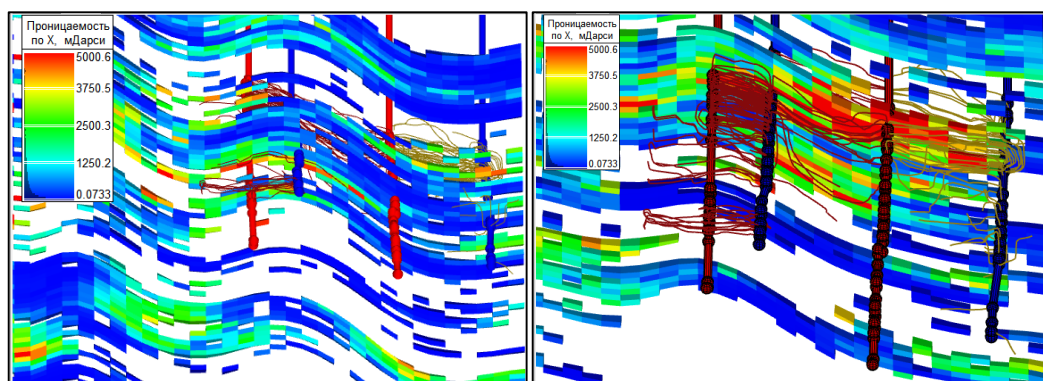 Проницаемость
по X, мДарси
5000.6
3750.5
2500.3
1250.2
0.0733
Проницаемость
по X, мДарси
5000.6
3750.5
2500.3
1250.2
0.0733